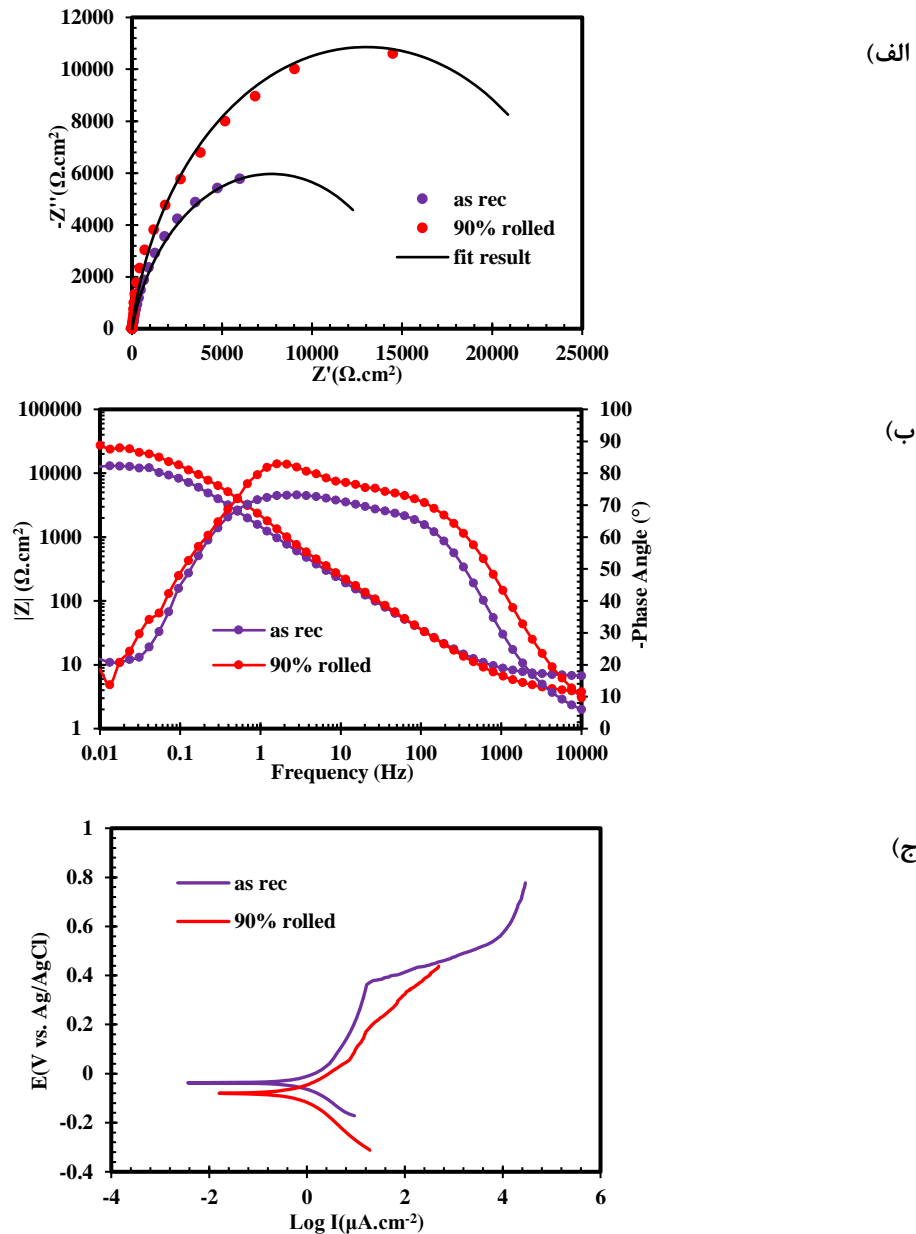 الف)
12000
10000
8000
6000
4000
2000
0
-Z''(Ω.cm²)
as rec
90% rolled
fit result
0 5000 10000 15000 20000 25000
Z'(Ω.cm²)
ب)
100000
10000
1000
100
10
1
|Z| (Ω.cm²)
100
90
80
70
60
50
40
30
20
10
0
-Phase Angle (°)
as rec
90% rolled
0.01 0.1 1 10 100 1000 10000
Frequency (Hz)
ج)
1
0.8
0.6
0.4
0.2
0
-0.2
-0.4
E(V vs. Ag/AgCl)
as rec
90% rolled
-4 -2 0 2 4 6
Log I(µA.cm⁻²)